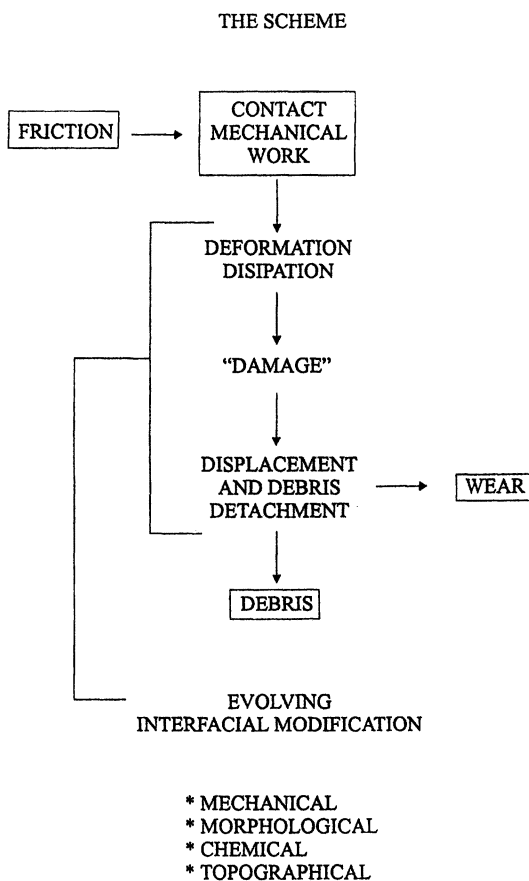 THE SCHEME
FRICTION
CONTACT
MECHANICAL
WORK
DEFORMATION
DISIPATION
“DAMAGE”
DISPLACEMENT
AND DEBRIS
DETACHMENT
WEAR
DEBRIS
EVOLVING
INTERFACIAL MODIFICATION
* MECHANICAL
* MORPHOLOGICAL
* CHEMICAL
* TOPOGRAPHICAL